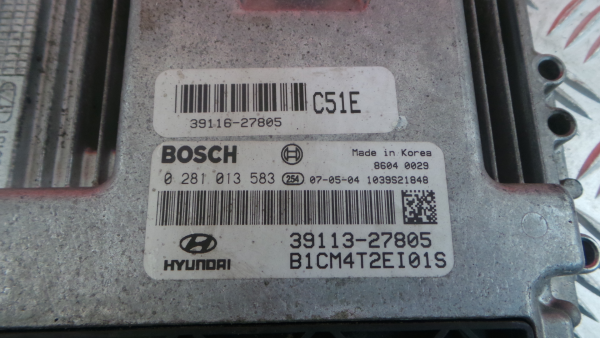 C51E
39116-27805
BOSCH Made in Korea
8604 0029
0 281 013 583 254 07-05-04 1039S21848
39113-27805
HYUNDAI B1CM4T2EI01S